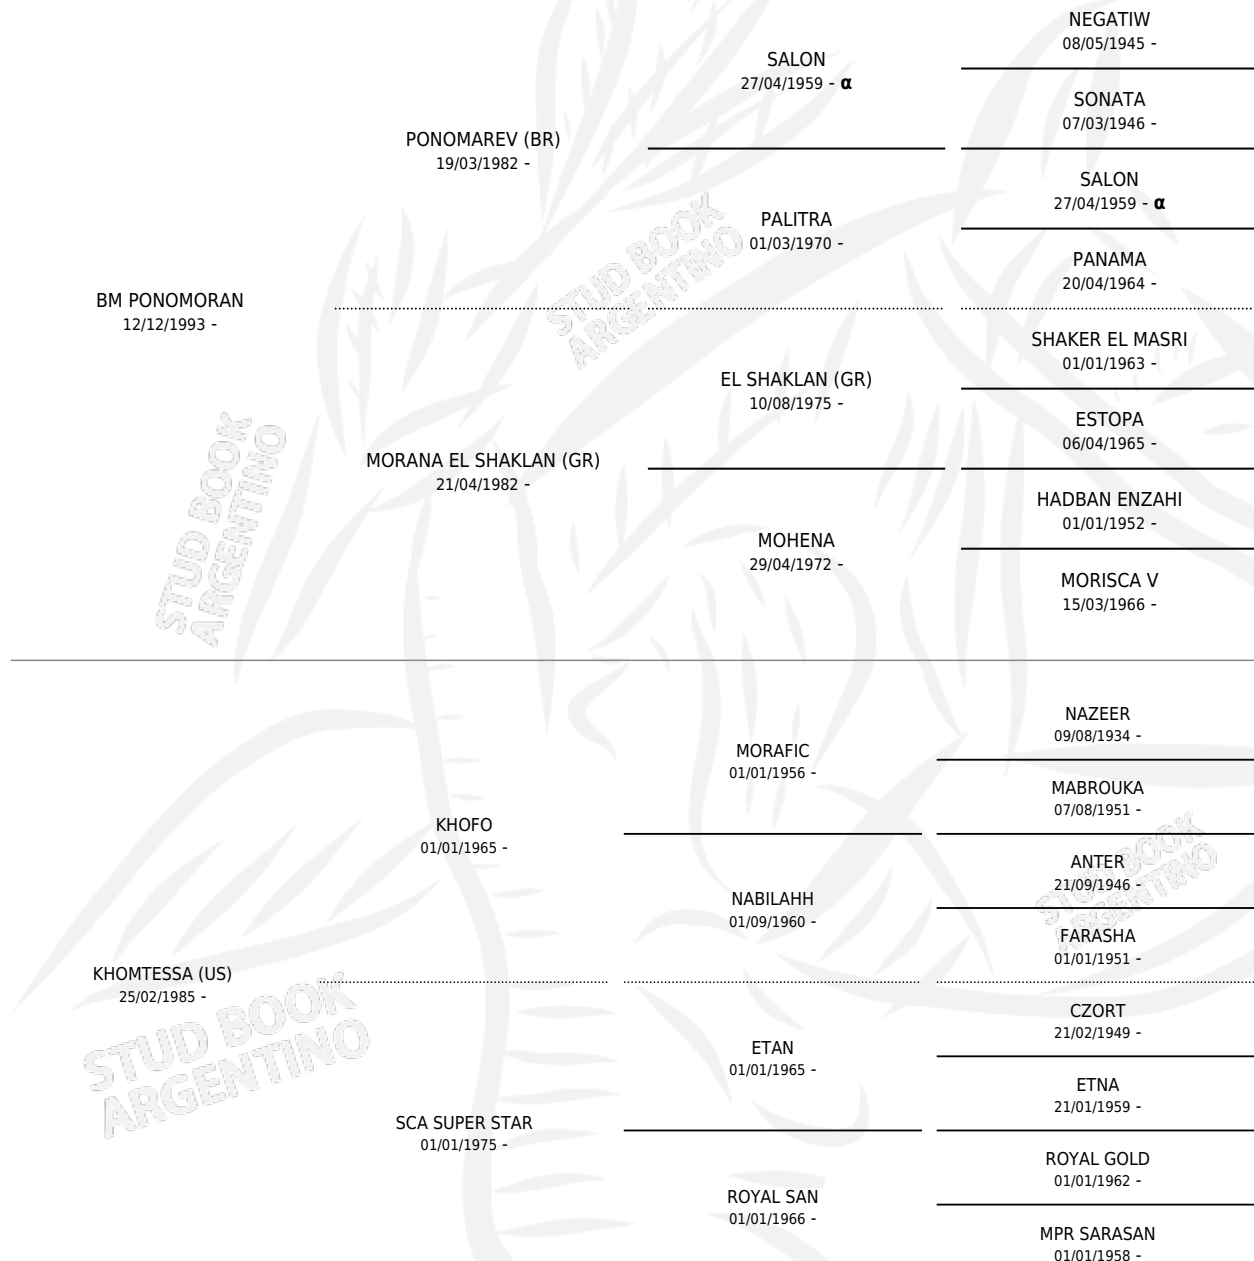 NEGATIW
08/05/1945 -
SALON
27/04/1959 - α
SONATA
07/03/1946 -
PONOMAREV (BR)
19/03/1982 -
SALON
27/04/1959 - α
PALITRA
01/03/1970 -
PANAMA
20/04/1964 -
BM PONOMORAN
12/12/1993 -
SHAKER EL MASRI
01/01/1963 -
EL SHAKLAN (GR)
10/08/1975 -
ESTOPA
06/04/1965 -
MORANA EL SHAKLAN (GR)
21/04/1982 -
HADBAN ENZAHI
01/01/1952 -
MOHENA
29/04/1972 -
MORISCA V
15/03/1966 -
NAZEER
09/08/1934 -
MORAFIC
01/01/1956 -
MABROUKA
07/08/1951 -
KHOFO
01/01/1965 -
ANTER
21/09/1946 -
NABILAHH
01/09/1960 -
FARASHA
01/01/1951 -
KHOMTESSA (US)
25/02/1985 -
CZORT
21/02/1949 -
ETAN
01/01/1965 -
ETNA
21/01/1959 -
SCA SUPER STAR
01/01/1975 -
ROYAL GOLD
01/01/1962 -
ROYAL SAN
01/01/1966 -
MPR SARASAN
01/01/1958 -
STUD BOOK
ARGENTINO
STUD BOOK
ARGENTINO
STUD BOOK
ARGENTINO
STUD BOOK
ARGENTINO